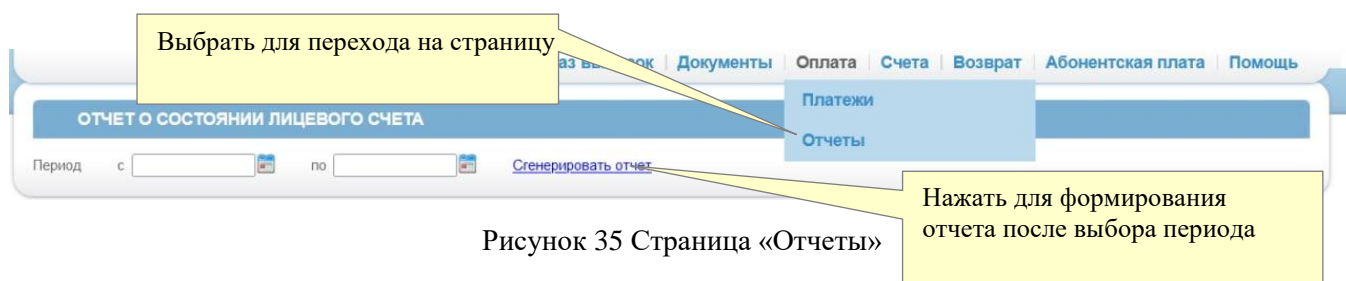 Выбрать для перехода на страницу
Документы Оплата Счета Возврат Абонентская плата Помощь
Платежи
ОТЧЕТ О СОСТОЯНИИ ЛИЦЕВОГО СЧЕТА
Отчеты
Период с по Сгенерировать отчет
Нажать для формирования
отчета после выбора периода
Рисунок 35 Страница «Отчеты»